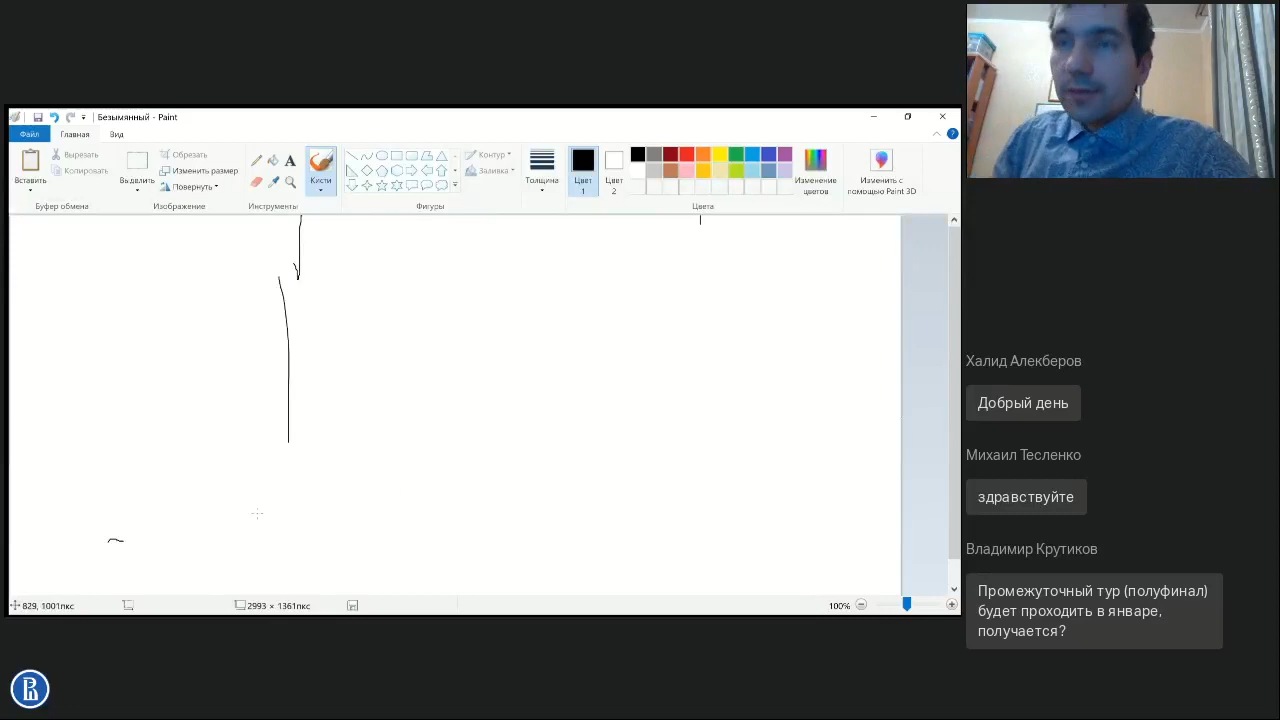 Безымянный - Paint
Файл
Главная
Вид
Вставить
Вырезать
Копировать
Буфер обмена
Выделить
Обрезать
Изменить размер
Повернуть
Изображение
A
Инструменты
Кисти
Контур
Заливка
Фигуры
Толщина
Цвет
1
Цвет
2
Изменение
цветов
Цвета
Изменить с
помощью Paint 3D
829, 1001пкс
2993 × 1361пкс
100%
Халид Алекберов
Добрый день
Михаил Тесленко
здравствуйте
Владимир Крутиков
Промежуточный тур (полуфинал)
будет проходить в январе,
получается?